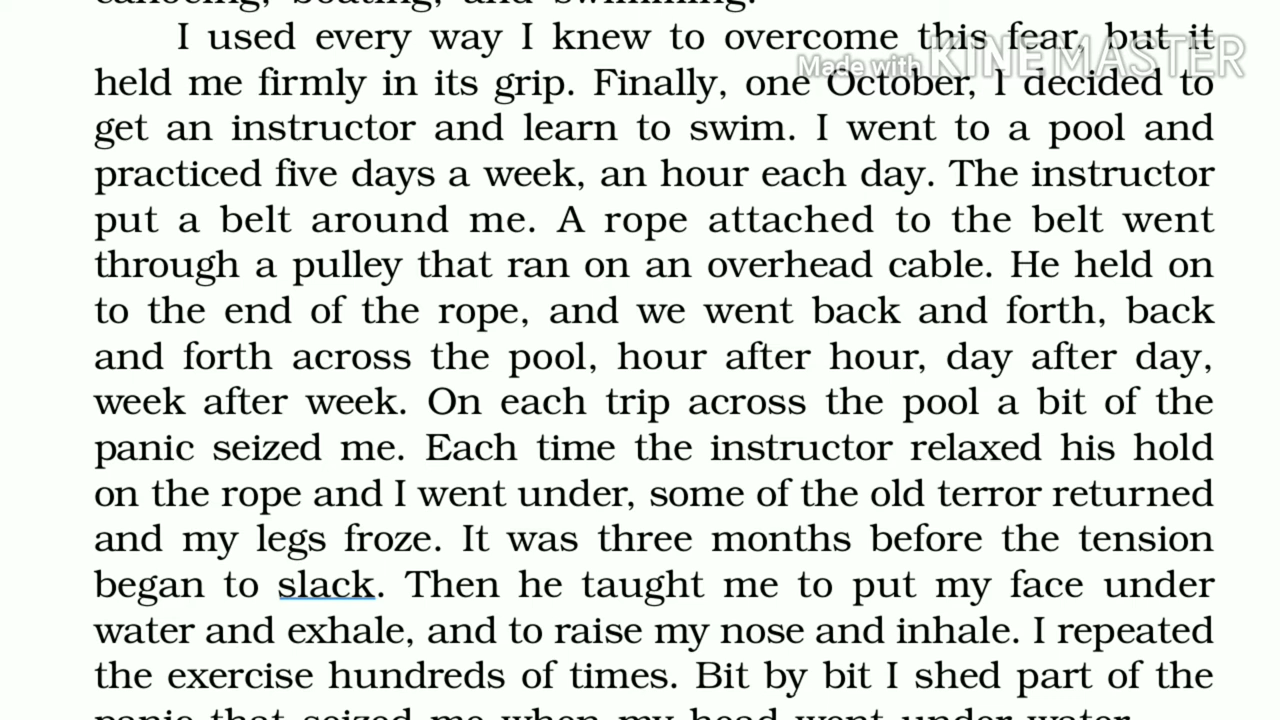 canoeing, boating, and swimming.
I used every way I knew to overcome this fear, but it
held me firmly in its grip. Finally, one October, I decided to
get an instructor and learn to swim. I went to a pool and
practiced five days a week, an hour each day. The instructor
put a belt around me. A rope attached to the belt went
through a pulley that ran on an overhead cable. He held on
to the end of the rope, and we went back and forth, back
and forth across the pool, hour after hour, day after day,
week after week. On each trip across the pool a bit of the
panic seized me. Each time the instructor relaxed his hold
on the rope and I went under, some of the old terror returned
and my legs froze. It was three months before the tension
began to slack. Then he taught me to put my face under
water and exhale, and to raise my nose and inhale. I repeated
the exercise hundreds of times. Bit by bit I shed part of the
panic that seized me when my head went under water.
Made with KINEMASTER